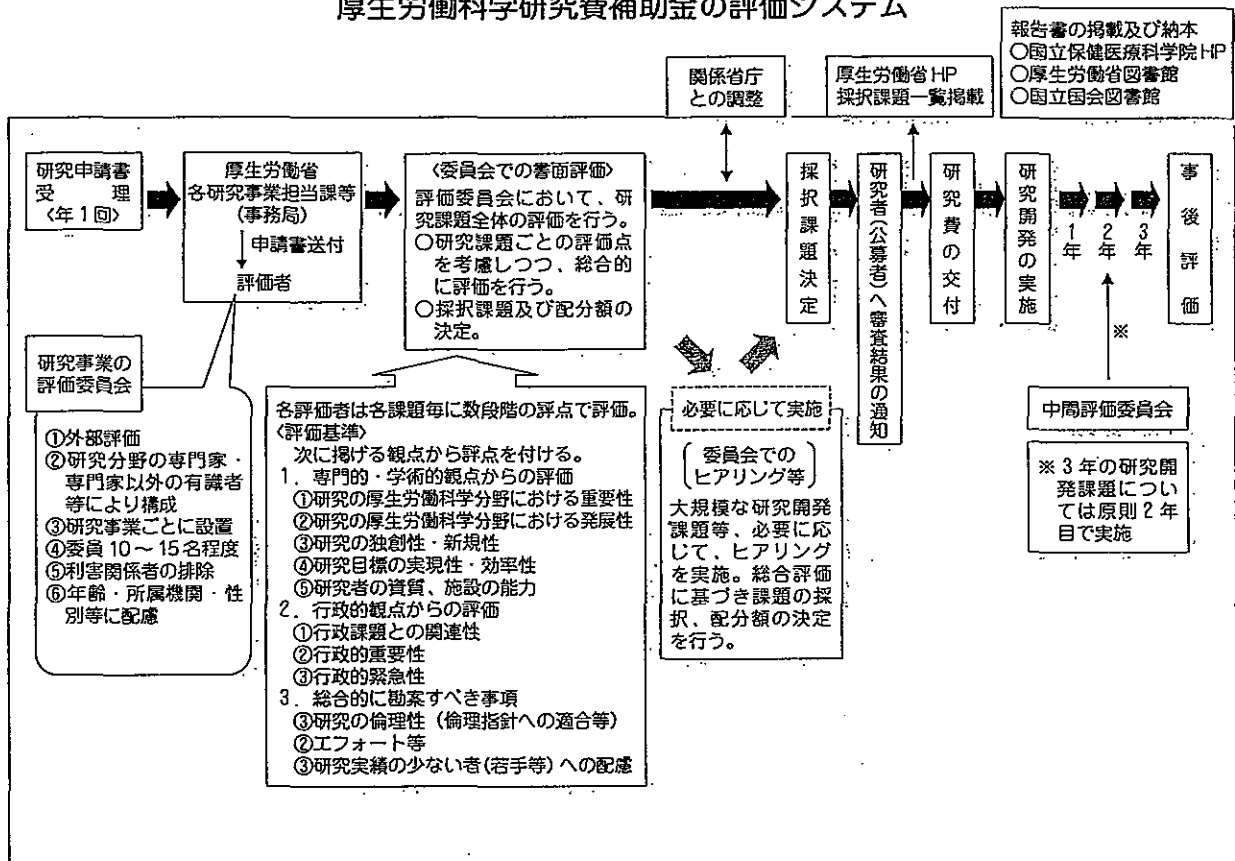 厚生労働科学研究費補助金の評価システム
報告書の掲載及び納本
○国立保健医療科学院HP
○厚生労働省図書館
○国立国会図書館
関係省庁
との調整
厚生労働省HP
採択課題一覧掲載
研究申請書
受理
〈年1回〉
厚生労働省
各研究事業担当課等
(事務局)
申請書送付
評価者
〈委員会での書面評価〉
評価委員会において、研
究課題全体の評価を行う。
○研究課題ごとの評価点
を考慮しつつ、総合的
に評価を行う。
○採択課題及び配分額の
決定。
採択課題決定
研究者(公募者)へ審査結果の通知
研究費の交付
研究開発の実施
1年
2年
3年
事後評価
※
研究事業の
評価委員会
①外部評価
②研究分野の専門家・
専門家以外の有識者
等により構成
③研究事業ごとに設置
④委員10~15名程度
⑤利害関係者の排除
⑥年齢・所属機関・性
別等に配慮
各評価者は各課題毎に数段階の評点で評価。
〈評価基準〉
次に掲げる観点から評点を付ける。
1.専門的・学術的観点からの評価
①研究の厚生労働科学分野における重要性
②研究の厚生労働科学分野における発展性
③研究の独創性・新規性
④研究目標の実現性・効率性
⑤研究者の資質、施設の能力
2.行政的観点からの評価
①行政課題との関連性
②行政的重要性
③行政的緊急性
3.総合的に勘案すべき事項
③研究の倫理性(倫理指針への適合等)
②エフォート等
③研究実績の少ない者(若手等)への配慮
必要に応じて実施
(委員会での
ヒアリング等)
大規模な研究開発
課題等、必要に応
じて、ヒアリング
を実施。総合評価
に基づき課題の採
択、配分額の決定
を行う。
中間評価委員会
※3年の研究開
発課題につい
ては原則2年
目で実施